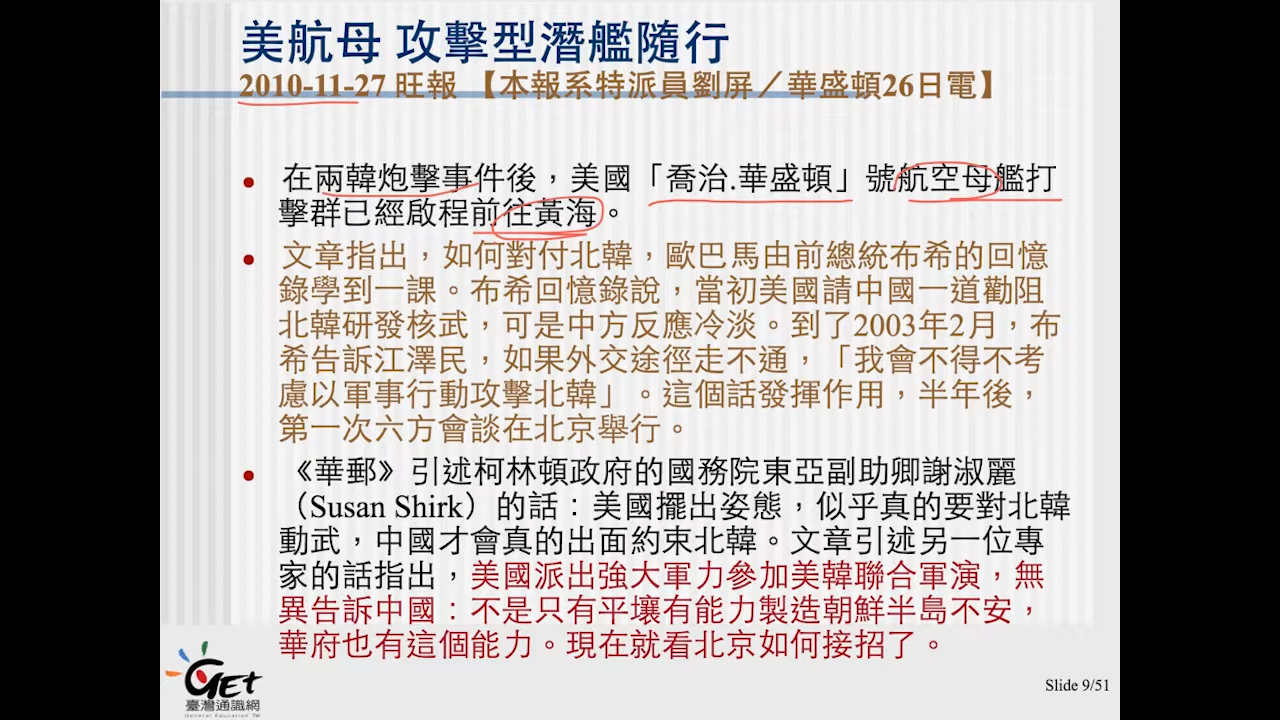 美航母 攻擊型潛艦隨行
2010-11-27 旺報 【本報系特派員劉屏／華盛頓26日電】
• 在兩韓炮擊事件後，美國「喬治.華盛頓」號航空母艦打
擊群已經啟程前往黃海。
• 文章指出，如何對付北韓，歐巴馬由前總統布希的回憶
錄學到一課。布希回憶錄說，當初美國請中國一道勸阻
北韓研發核武，可是中方反應冷淡。到了2003年2月，布
希告訴江澤民，如果外交途徑走不通，「我會不得不考
慮以軍事行動攻擊北韓」。這個話發揮作用，半年後，
第一次六方會談在北京舉行。
• 《華郵》引述柯林頓政府的國務院東亞副助卿謝淑麗
（Susan Shirk）的話：美國擺出姿態，似乎真的要對北韓
動武，中國才會真的出面約束北韓。文章引述另一位專
家的話指出，美國派出強大軍力參加美韓聯合軍演，無
異告訴中國：不是只有平壤有能力製造朝鮮半島不安，
華府也有這個能力。現在就看北京如何接招了。
GET
臺灣通識網
General Education TW
Slide 9/51